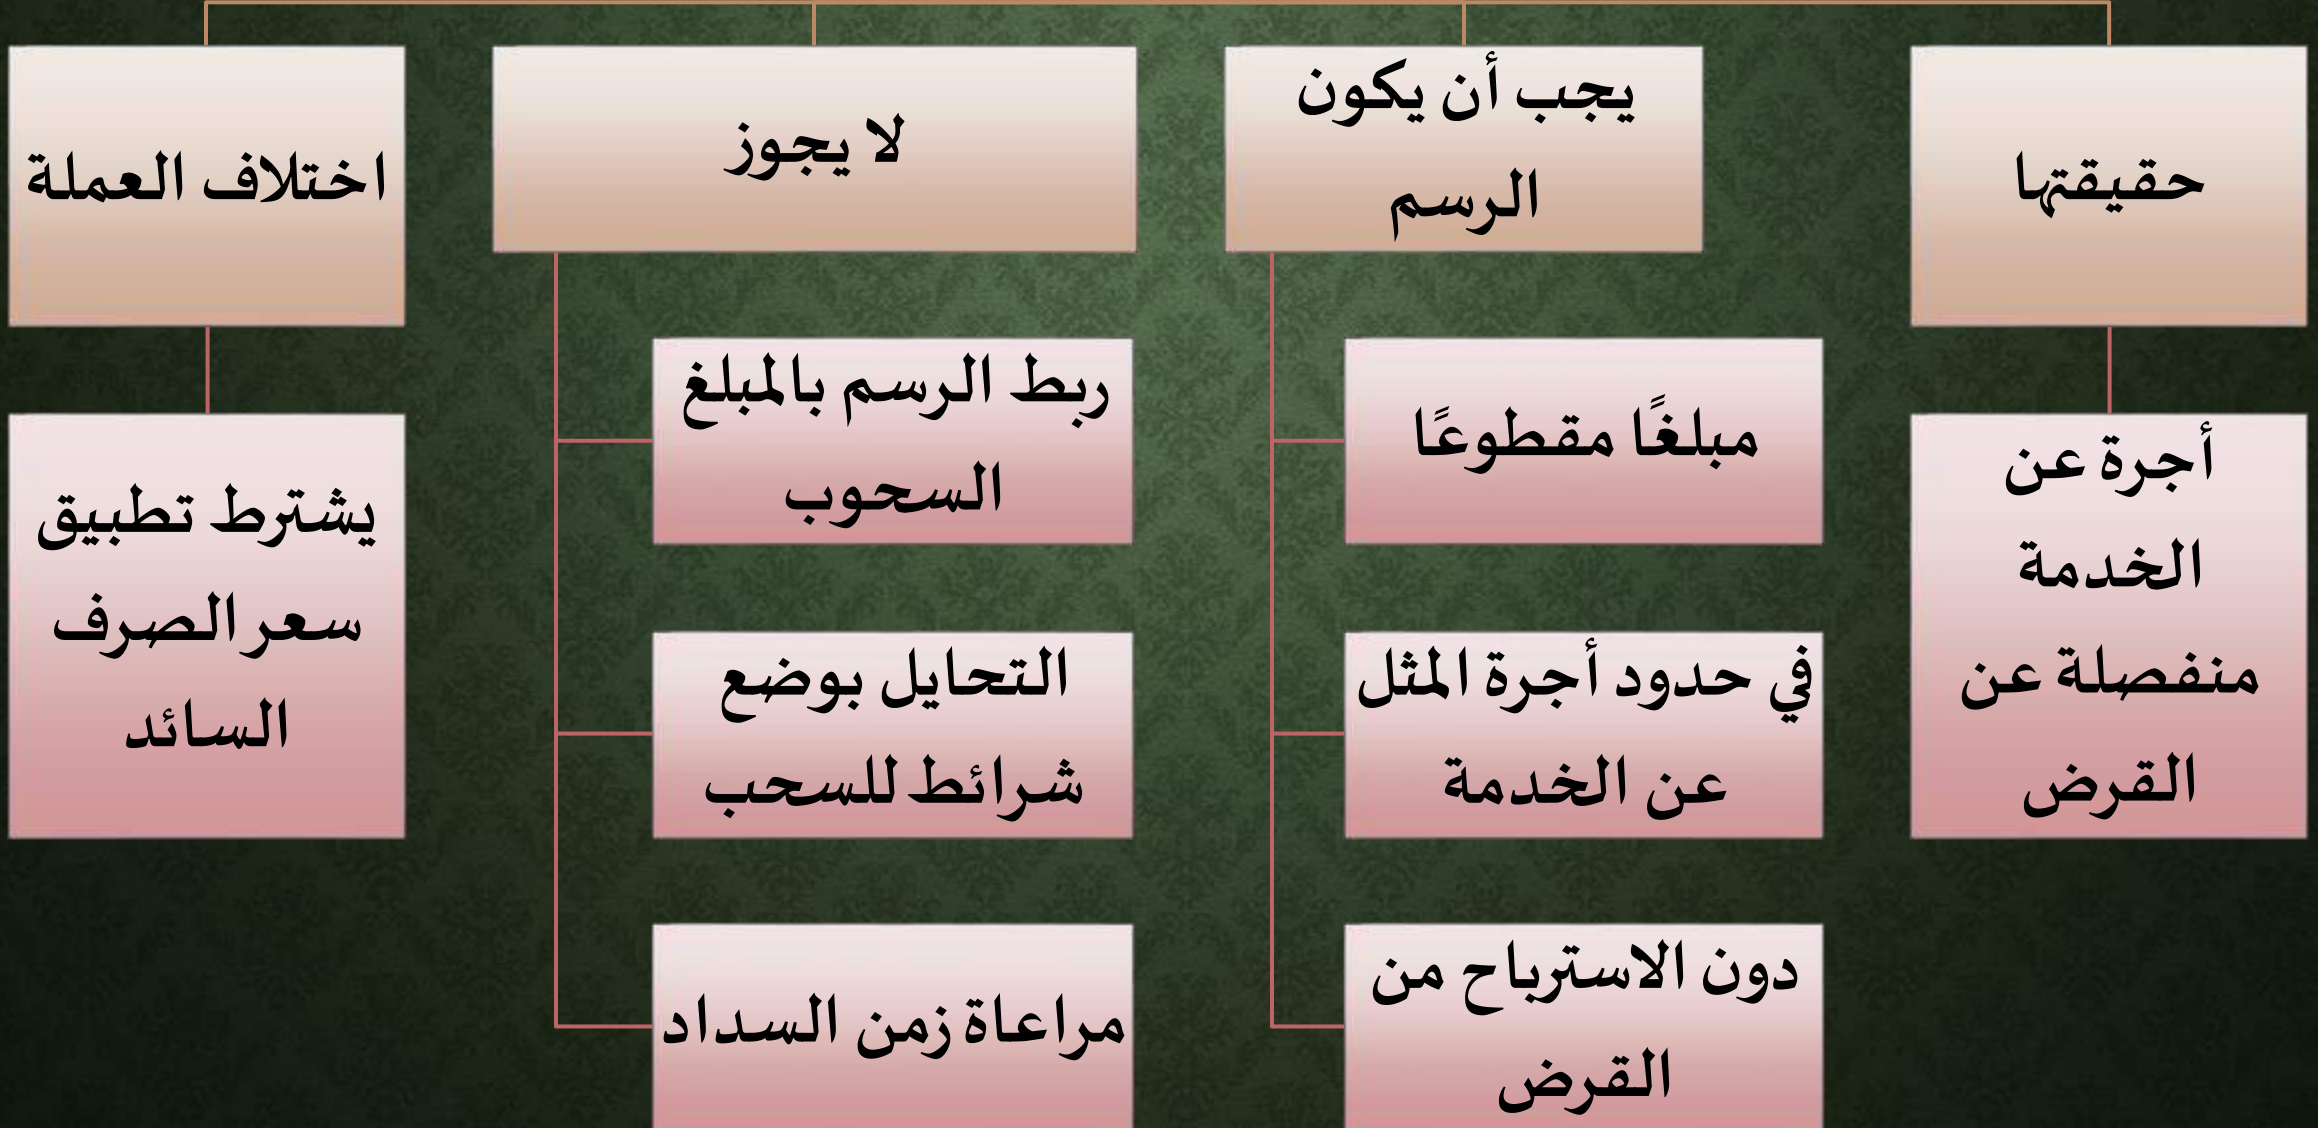 حقيقتها
أجرة عن
الخدمة
منفصلة عن
القرض
يجب أن يكون
الرسم
مبلغًا مقطوعًا
في حدود أجرة المثل
عن الخدمة
دون الاسترباح من
القرض
لا يجوز
ربط الرسم بالمبلغ
السحوب
التحايل بوضع
شرائط للسحب
مراعاة زمن السداد
اختلاف العملة
يشترط تطبيق
سعر الصرف
السائد